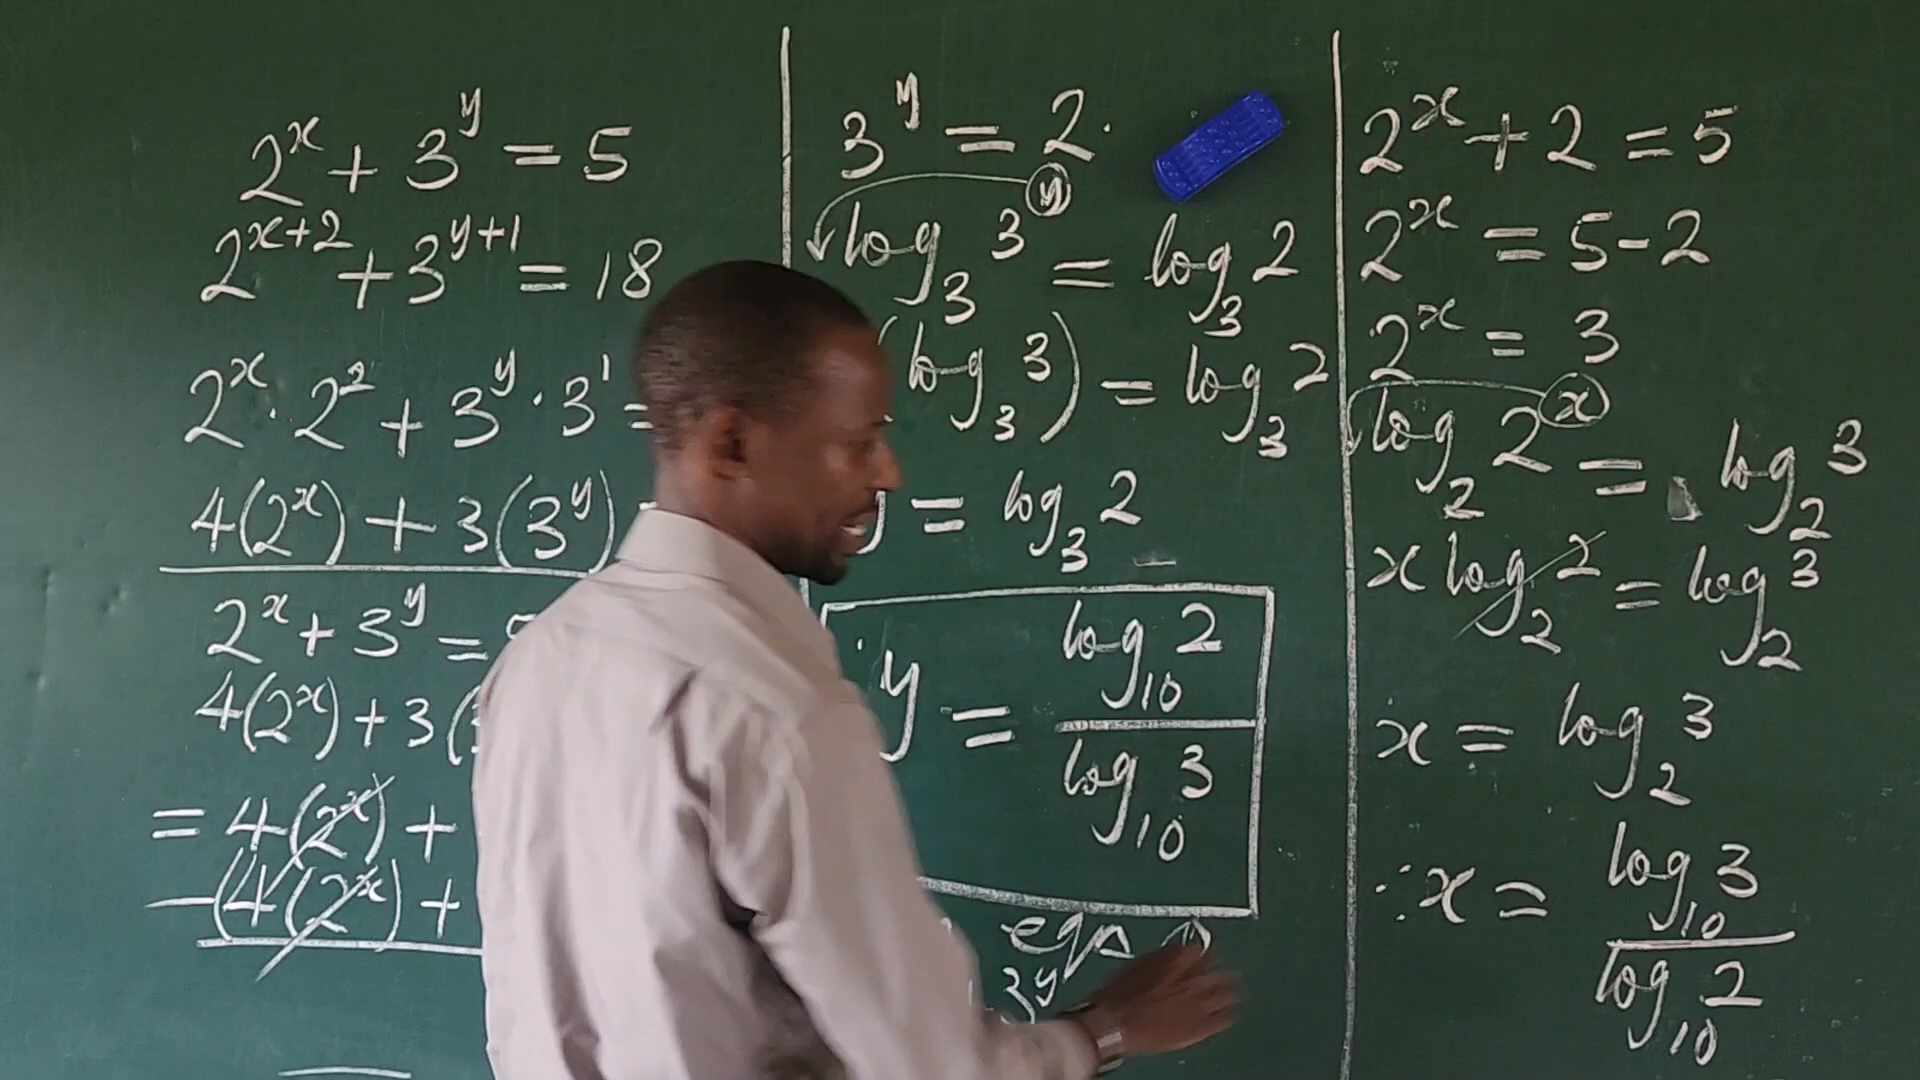 2^x + 3^y = 5
2^{x+2} + 3^{y+1} = 18
2^x · 2^2 + 3^y · 3^1 =
4(2^x) + 3(3^y)
2^x + 3^y =
4(2^x) + 3(
= 4(2^x) +
-(4(2^x) +
3^y = 2.
log_3 3^y = log_3 2
(log_3 3) = log_3 2
y = log_3 2
y = log_10 2 / log_10 3
eqn
3^y
2^x + 2 = 5
2^x = 5 - 2
2^x = 3
log_2 2^x = log_2 3
x log_2 2 = log_2 3
x = log_2 3
∴ x = log_10 3 / log_10 2